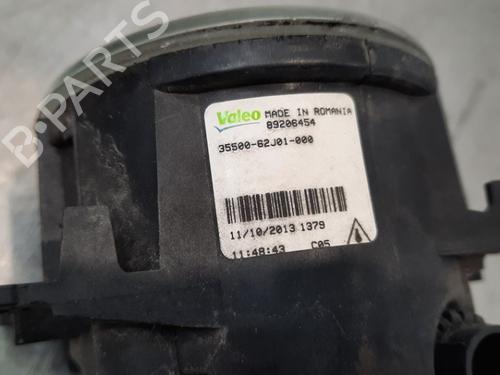 Valeo MADE IN ROMANIA
89206454
35500-62J01-000
11/10/2013 1379
11:48:43 C05
B-PARTS